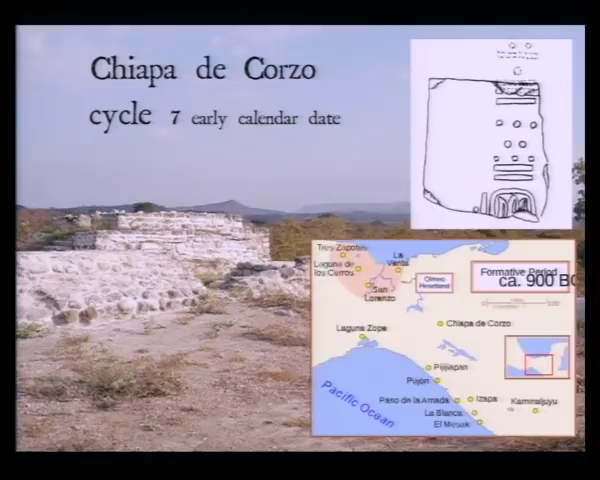 Chiapa de Corzo
cycle 7 early calendar date
Tres Zapotes
La Venta
Laguna de los Cerros
San Lorenzo
Olmec Heartland
Formative Period
ca. 900 BC
Laguna Zope
Chiapa de Corzo
Pijijiapan
Pajón
Pacific Ocean
Paso de la Amada
Izapa
Kaminaljuyu
La Blanca
El Mesak